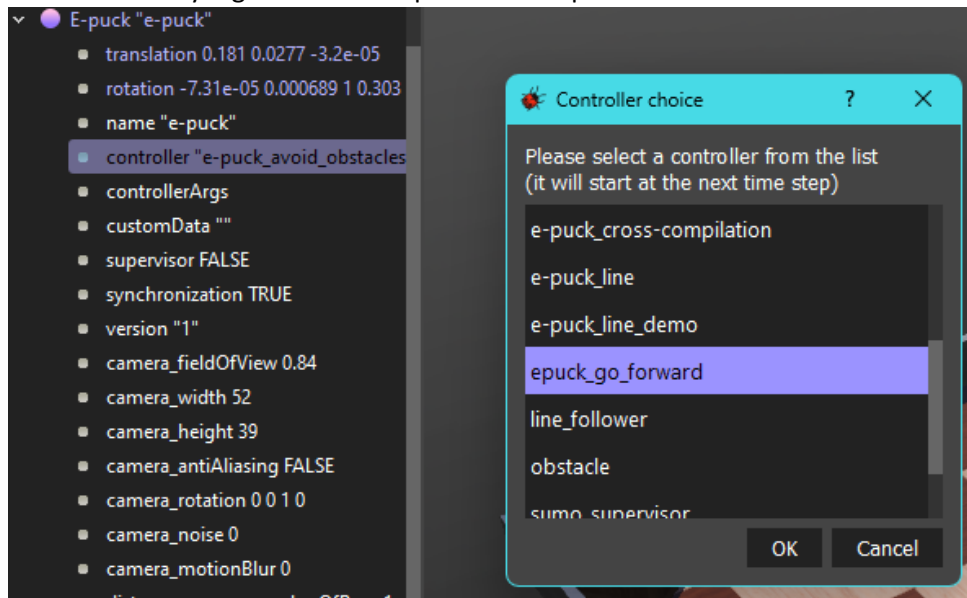 E-puck "e-puck"
translation 0.181 0.0277 -3.2e-05
rotation -7.31e-05 0.000689 1 0.303
name "e-puck"
controller "e-puck_avoid_obstacles
controllerArgs
customData ""
supervisor FALSE
synchronization TRUE
version "1"
camera_fieldOfView 0.84
camera_width 52
camera_height 39
camera_antiAliasing FALSE
camera_rotation 0 0 1 0
camera_noise 0
camera_motionBlur 0
Controller choice
?
Please select a controller from the list
(it will start at the next time step)
e-puck_cross-compilation
e-puck_line
e-puck_line_demo
epuck_go_forward
line_follower
obstacle
sumo_supervisor
OK
Cancel